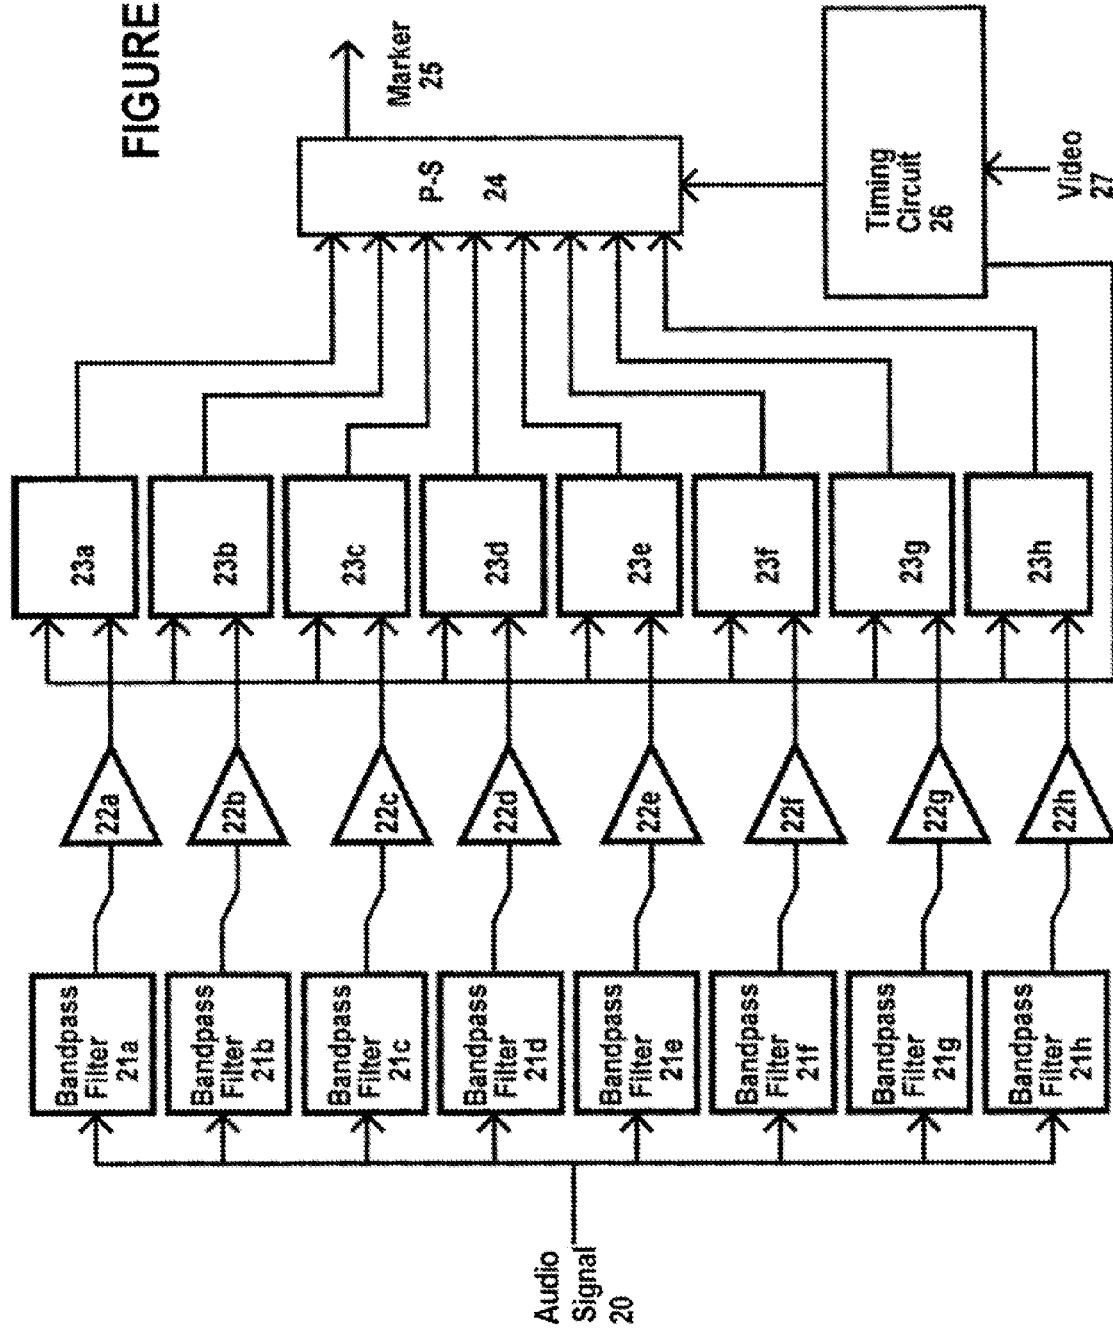 FIGURE
Audio
Signal
20
Bandpass
Filter
21a
Bandpass
Filter
21b
Bandpass
Filter
21c
Bandpass
Filter
21d
Bandpass
Filter
21e
Bandpass
Filter
21f
Bandpass
Filter
21g
Bandpass
Filter
21h
22a
22b
22c
22d
22e
22f
22g
22h
23a
23b
23c
23d
23e
23f
23g
23h
P-S
24
Marker
25
Timing
Circuit
26
Video
27